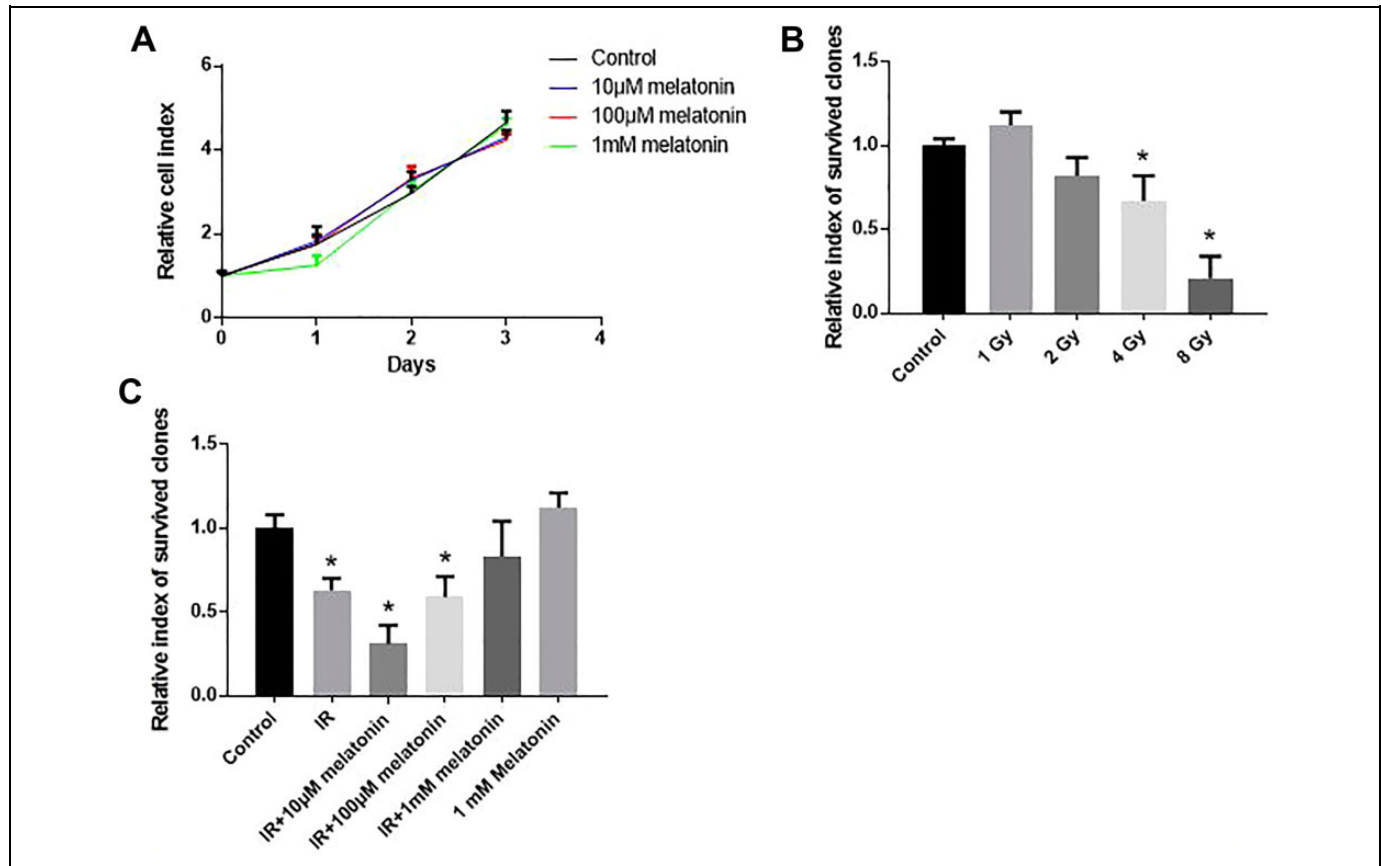 A
Relative cell index
6
4
2
0
0 1 2 3 4
Days
Control
10µM melatonin
100µM melatonin
1mM melatonin
B
Relative index of survived clones
1.5
1.0
0.5
0.0
*
*
Control
1 Gy
2 Gy
4 Gy
8 Gy
C
Relative index of survived clones
1.5
1.0
0.5
0.0
*
*
*
Control
IR
IR+10µM melatonin
IR+100µM melatonin
IR+1mM melatonin
1 mM Melatonin